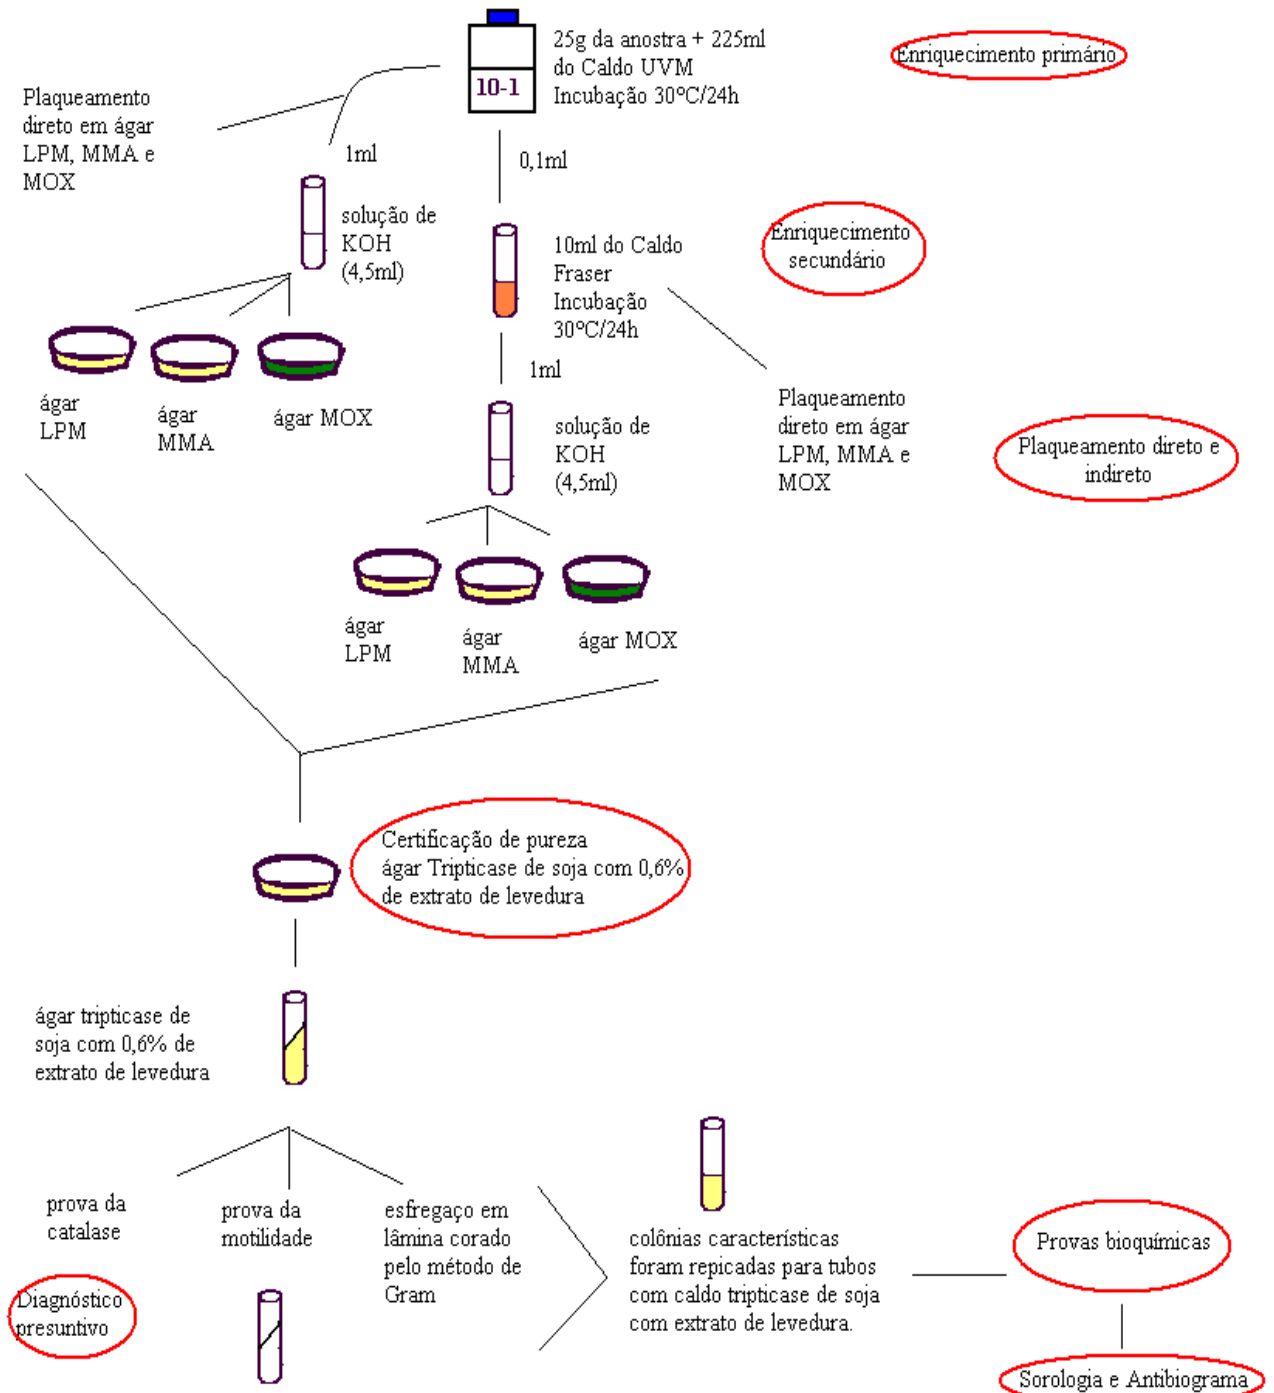 25g da anostra + 225ml
do Caldo UVM
Incubação 30ºC/24h
10-1
Enriquecimento primário
Plaqueamento
direto em ágar
LPM, MMA e
MOX
1ml
0,1ml
solução de
KOH
(4,5ml)
10ml do Caldo
Fraser
Incubação
30ºC/24h
Enriquecimento
secundário
ágar
LPM
ágar
MMA
ágar MOX
1ml
solução de
KOH
(4,5ml)
Plaqueamento
direto em ágar
LPM, MMA e
MOX
Plaqueamento direto e
indireto
ágar
LPM
ágar
MMA
ágar MOX
Certificação de pureza
ágar Tripticase de soja com 0,6%
de extrato de levedura
ágar tripticase de
soja com 0,6% de
extrato de levedura
prova da
catalase
prova da
motilidade
esfregaço em
lâmina corado
pelo método de
Gram
Diagnóstico
presuntivo
colônias características
foram repicadas para tubos
com caldo tripticase de soja
com extrato de levedura.
Provas bioquímicas
Sorologia e Antibiograma